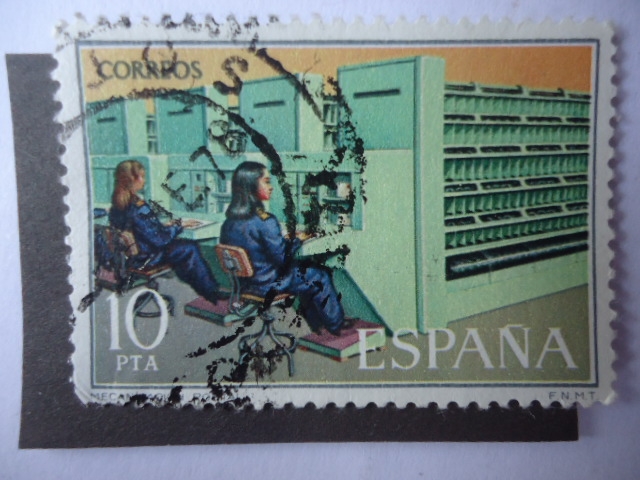 CORREOS
10
PTA
ESPAÑA
F.N.M.T.